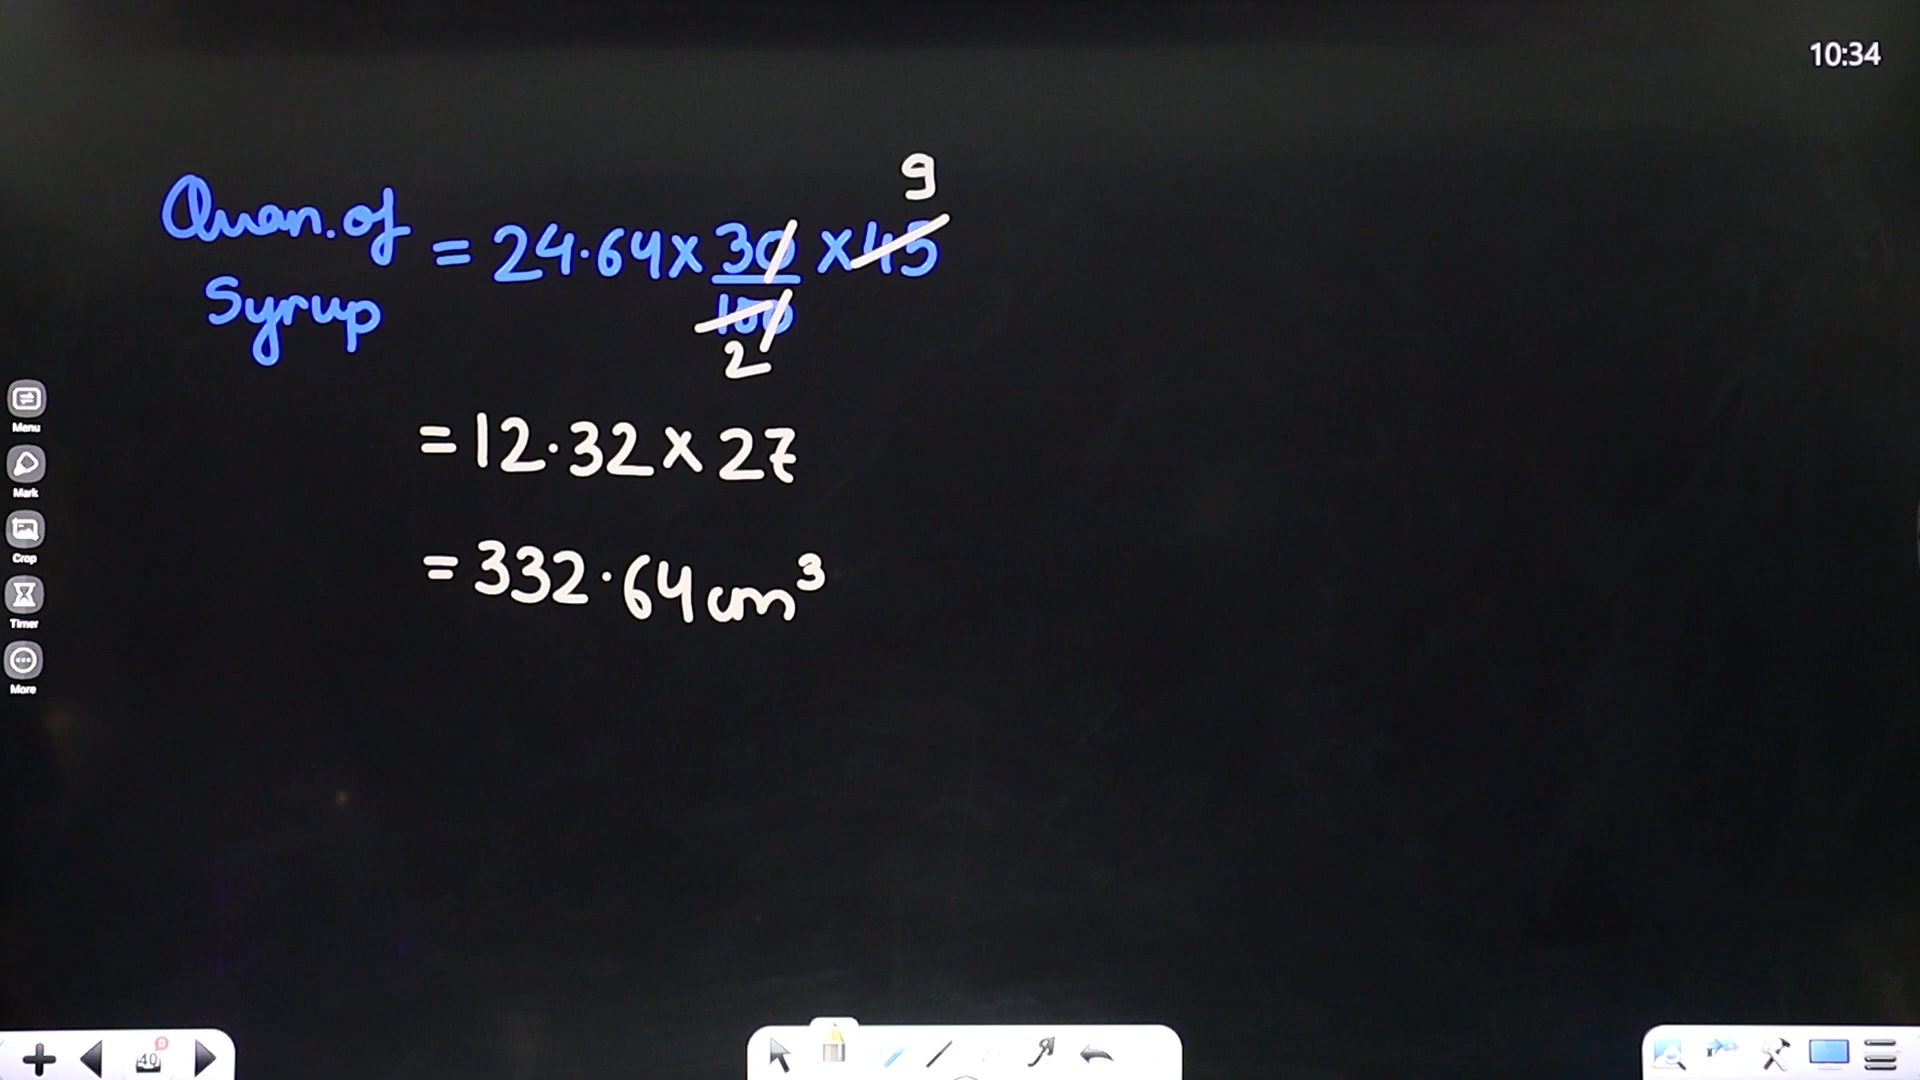 10:34
9
Quan. of = 24.64 x 30 x 45
Syrup 100
2
= 12.32 x 27
= 332.64 cm³
Menu
Mark
Crop
Timer
More
40